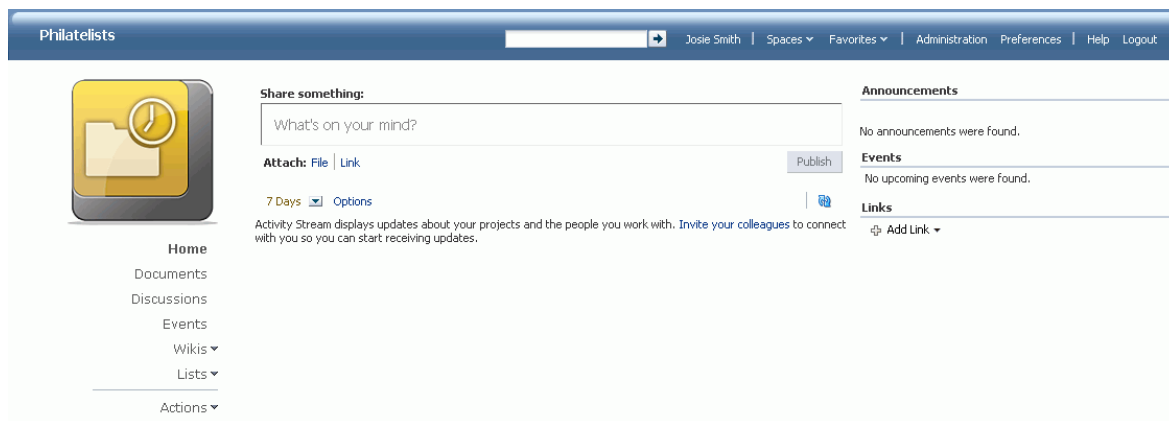 Philatelists
Josie Smith | Spaces Favorites | Administration Preferences | Help Logout
Share something:
What's on your mind?
Attach: File | Link
Publish
7 Days Options
Activity Stream displays updates about your projects and the people you work with. Invite your colleagues to connect
with you so you can start receiving updates.
Home
Documents
Discussions
Events
Wikis
Lists
Actions
Announcements
No announcements were found.
Events
No upcoming events were found.
Links
Add Link